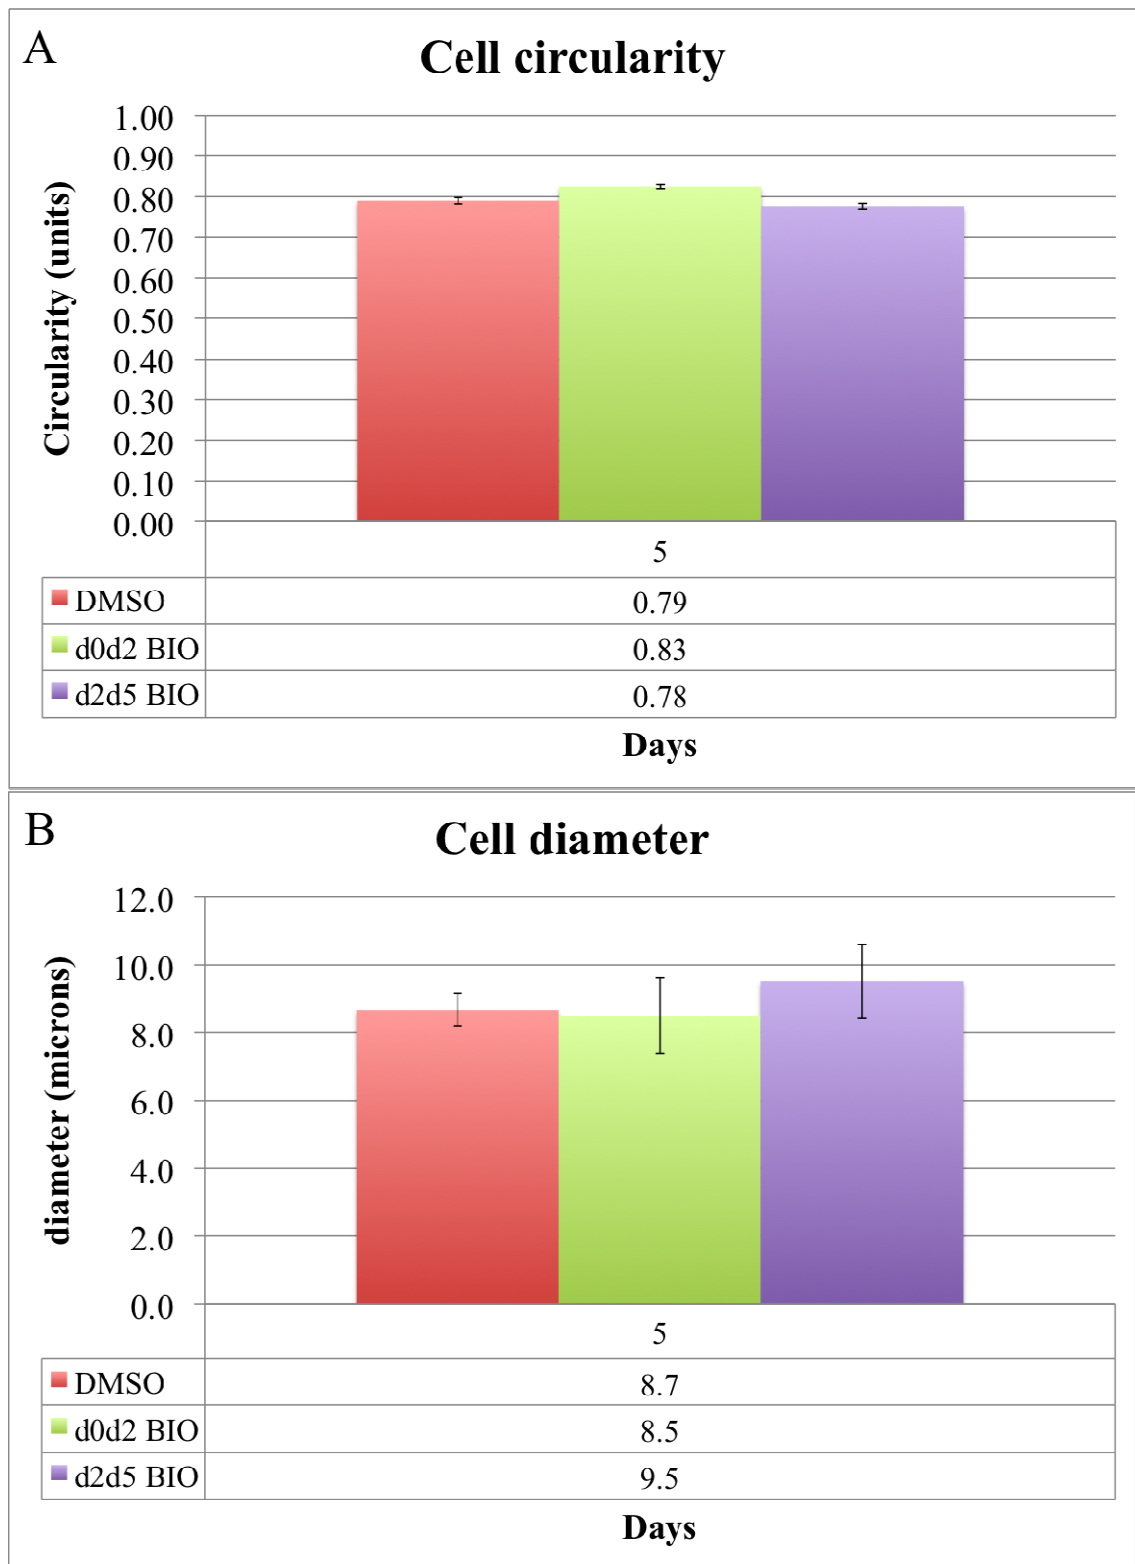 A
Cell circularity
Circularity (units)
1.00
0.90
0.80
0.70
0.60
0.50
0.40
0.30
0.20
0.10
0.00
5
DMSO 0.79
d0d2 BIO 0.83
d2d5 BIO 0.78
Days
B
Cell diameter
diameter (microns)
12.0
10.0
8.0
6.0
4.0
2.0
0.0
5
DMSO 8.7
d0d2 BIO 8.5
d2d5 BIO 9.5
Days